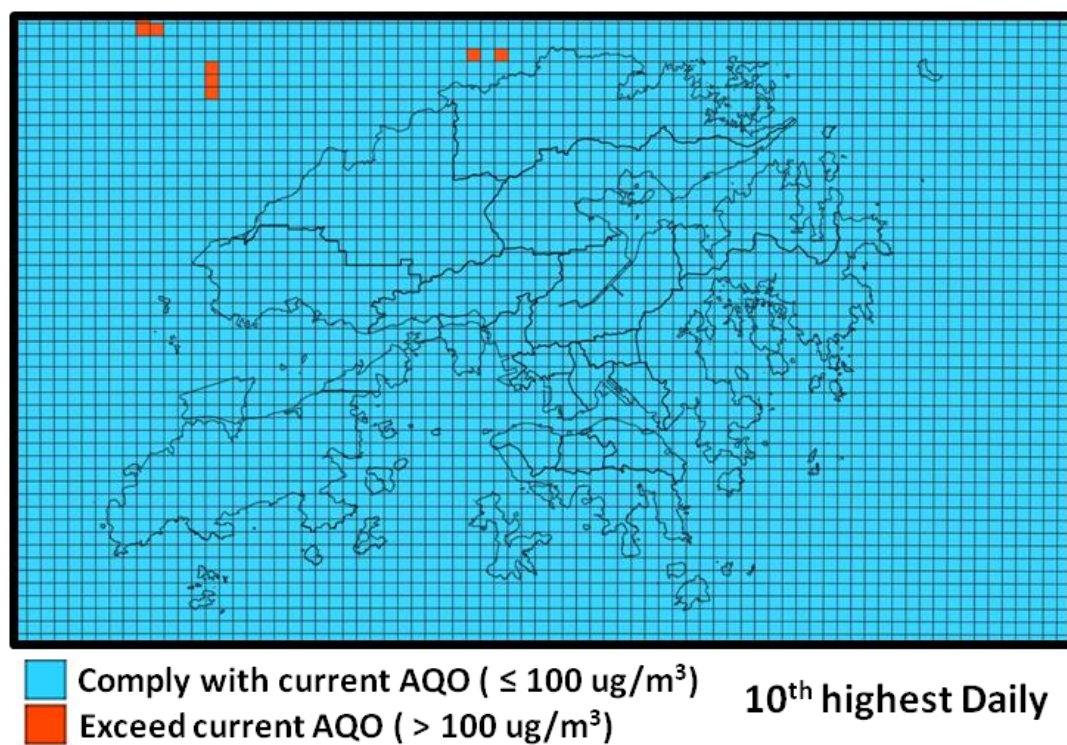 Comply with current AQO ( ≤ 100 ug/m³)
Exceed current AQO ( > 100 ug/m³)
10th highest Daily